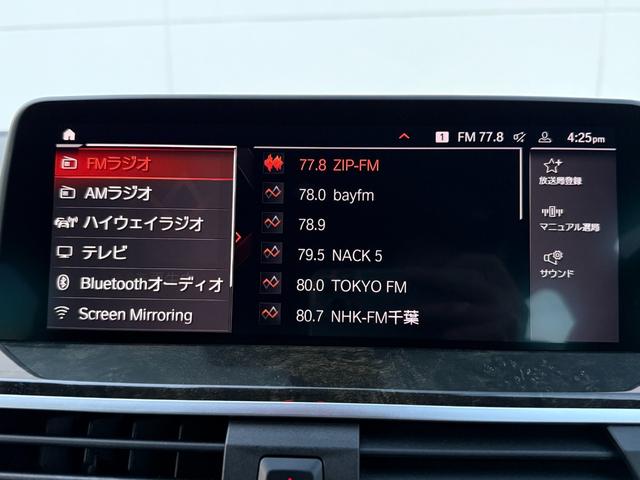 1 FM 77.8 4:25pm
FMラジオ
AMラジオ
ハイウェイラジオ
テレビ
Bluetoothオーディオ
Screen Mirroring
77.8 ZIP-FM
78.0 bayfm
78.9
79.5 NACK 5
80.0 TOKYO FM
80.7 NHK-FM千葉
放送局登録
マニュアル選局
サウンド